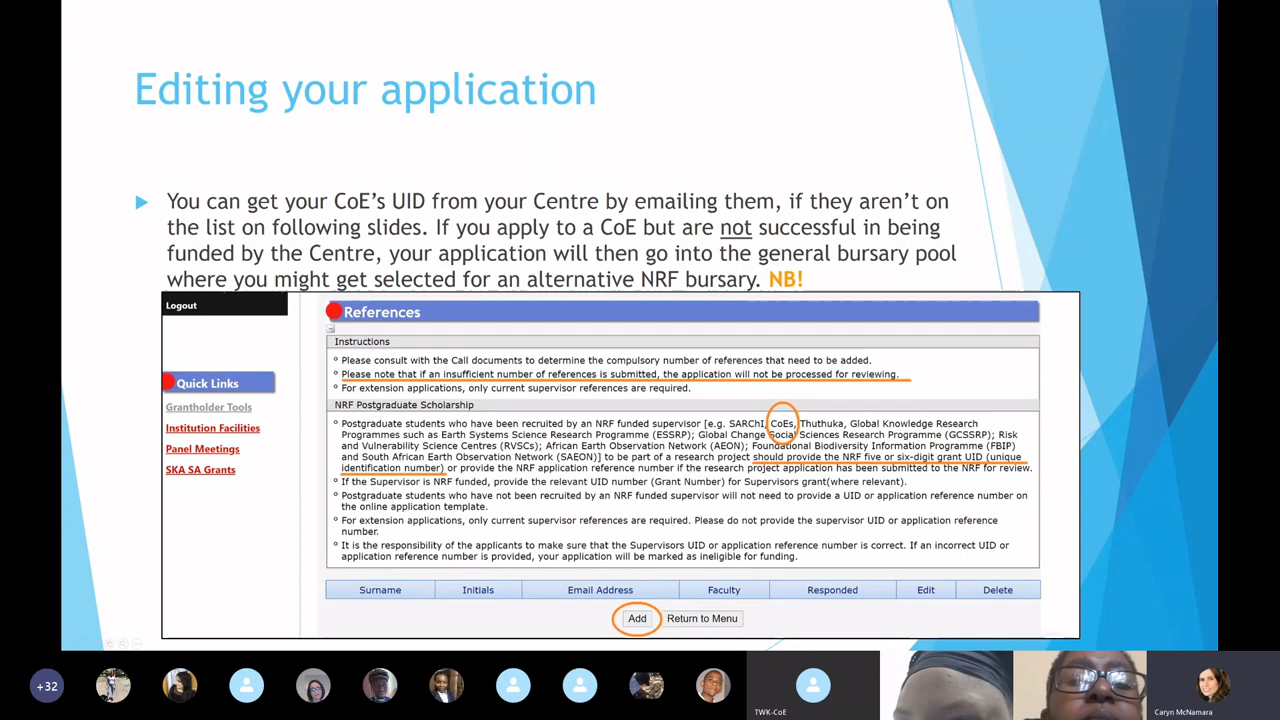 Editing your application
You can get your CoE’s UID from your Centre by emailing them, if they aren’t on
the list on following slides. If you apply to a CoE but are not successful in being
funded by the Centre, your application will then go into the general bursary pool
where you might get selected for an alternative NRF bursary. NB!
Logout
Quick Links
Grantholder Tools
Institution Facilities
Panel Meetings
SKA SA Grants
References
Instructions
Please consult with the Call documents to determine the compulsory number of references that need to be added.
Please note that if an insufficient number of references is submitted, the application will not be processed for reviewing.
For extension applications, only current supervisor references are required.
NRF Postgraduate Scholarship
Postgraduate students who have been recruited by an NRF funded supervisor [e.g. SARChI, CoEs, Thuthuka, Global Knowledge Research
Programmes such as Earth Systems Science Research Programme (ESSRP); Global Change Social Sciences Research Programme (GCSSRP); Risk
and Vulnerability Science Centres (RVSCs); African Earth Observation Network (AEON); Foundational Biodiversity Information Programme (FBIP)
and South African Earth Observation Network (SAEON)] to be part of a research project should provide the NRF five or six-digit grant UID (unique
identification number) or provide the NRF application reference number if the research project application has been submitted to the NRF for review.
If the Supervisor is NRF funded, provide the relevant UID number (Grant Number) for Supervisors grant(where relevant).
Postgraduate students who have not been recruited by an NRF funded supervisor will not need to provide a UID or application reference number on
the online application template.
For extension applications, only current supervisor references are required. Please do not provide the supervisor UID or application reference
number.
It is the responsibility of the applicants to make sure that the Supervisors UID or application reference number is correct. If an incorrect UID or
application reference number is provided, your application will be marked as ineligible for funding.
Surname Initials Email Address Faculty Responded Edit Delete
Add Return to Menu
+32
TWK-CoE
Caryn McNamara